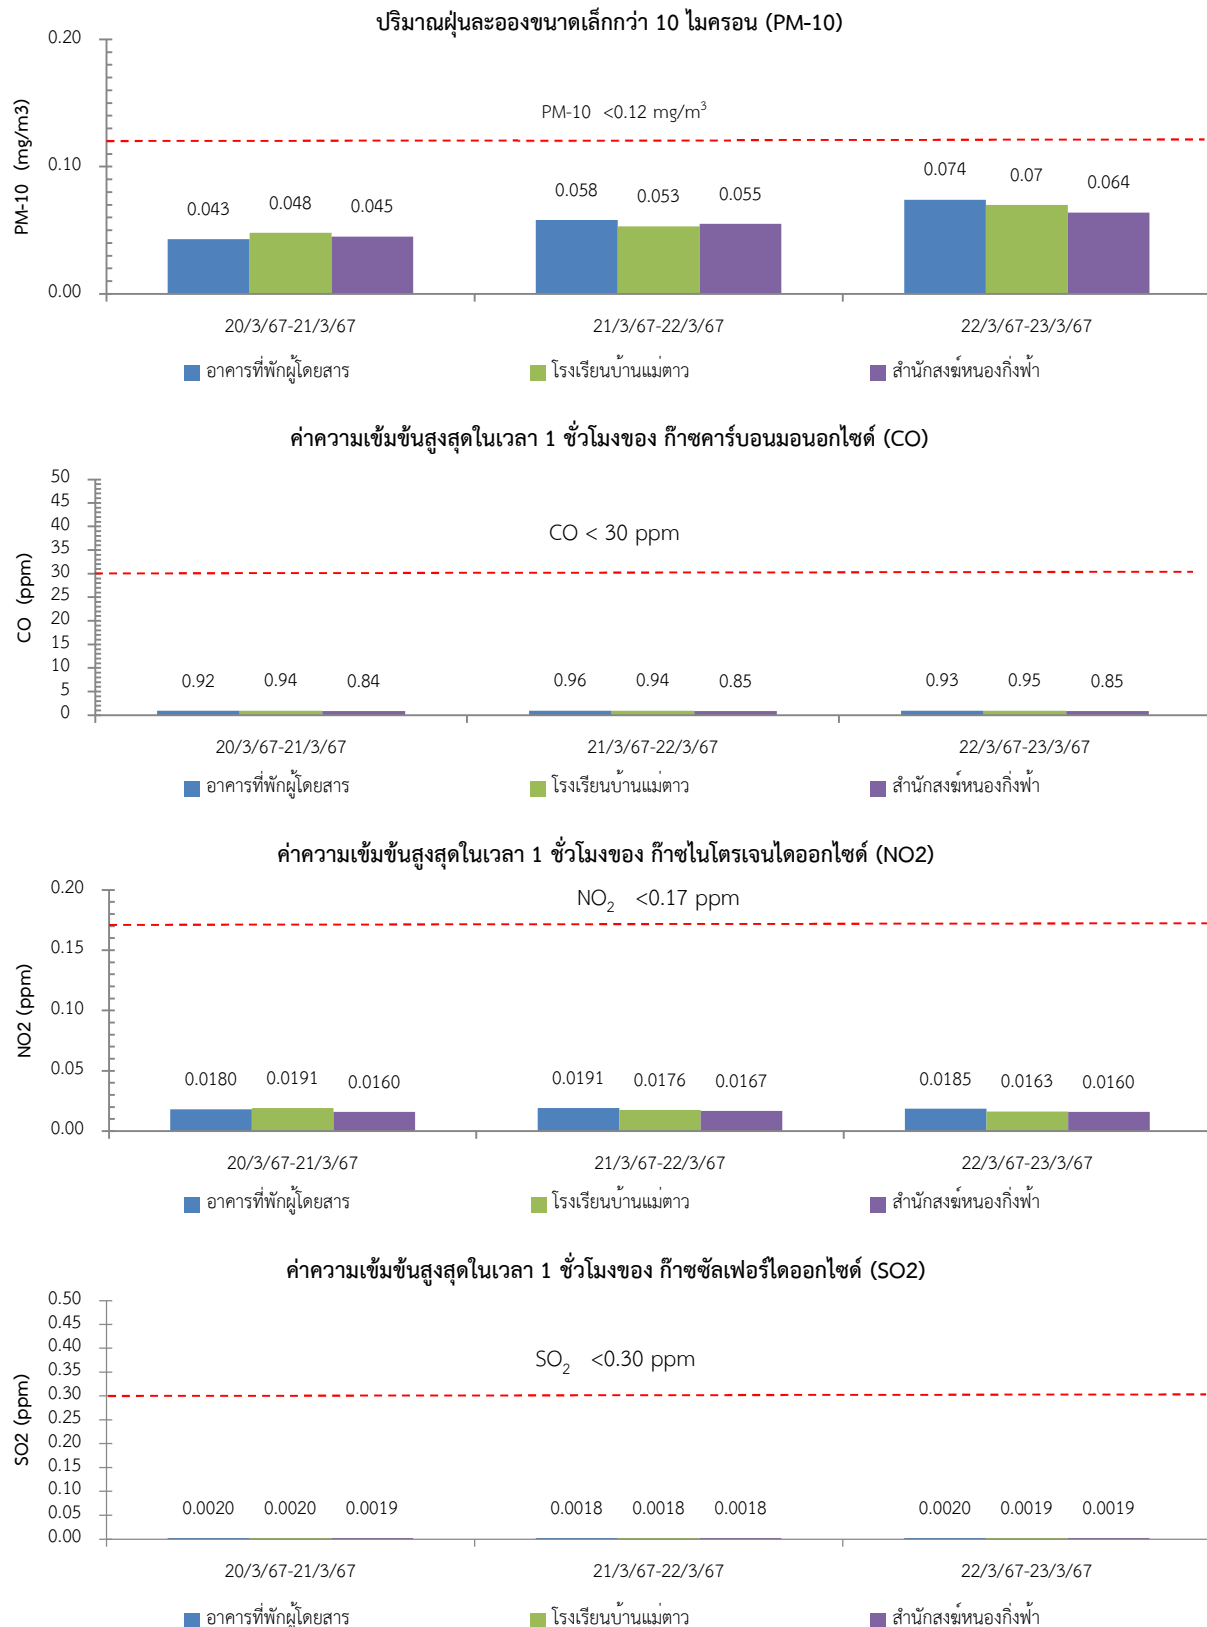 ปริมาณฝุ่นละอองขนาดเล็กกว่า 10 ไมครอน (PM-10)
0.20
PM-10 <0.12 mg/m3
PM-10 (mg/m3)
0.10
0.043 0.048 0.045 0.058 0.053 0.055 0.074 0.07 0.064
0.00
20/3/67-21/3/67 21/3/67-22/3/67 22/3/67-23/3/67
อาคารที่พักผู้โดยสาร โรงเรียนบ้านแม่ตาว สำนักสงฆ์หนองกิ่งฟ้า
ค่าความเข้มข้นสูงสุดในเวลา 1 ชั่วโมงของ ก๊าซคาร์บอนมอนอกไซด์ (CO)
50
45
40
CO < 30 ppm
35
30
25
CO (ppm)
20
15
10
0.92 0.94 0.84 0.96 0.94 0.85 0.93 0.95 0.85
5
0
20/3/67-21/3/67 21/3/67-22/3/67 22/3/67-23/3/67
อาคารที่พักผู้โดยสาร โรงเรียนบ้านแม่ตาว สำนักสงฆ์หนองกิ่งฟ้า
ค่าความเข้มข้นสูงสุดในเวลา 1 ชั่วโมงของ ก๊าซไนโตรเจนไดออกไซด์ (NO2)
0.20
NO2 <0.17 ppm
0.15
NO2 (ppm)
0.10
0.05
0.0180 0.0191 0.0160 0.0191 0.0176 0.0167 0.0185 0.0163 0.0160
0.00
20/3/67-21/3/67 21/3/67-22/3/67 22/3/67-23/3/67
อาคารที่พักผู้โดยสาร โรงเรียนบ้านแม่ตาว สำนักสงฆ์หนองกิ่งฟ้า
ค่าความเข้มข้นสูงสุดในเวลา 1 ชั่วโมงของ ก๊าซซัลเฟอร์ไดออกไซด์ (SO2)
0.50
0.45
0.40
SO2 <0.30 ppm
0.35
0.30
0.25
SO2 (ppm)
0.20
0.15
0.10
0.0020 0.0020 0.0019 0.0018 0.0018 0.0018 0.0020 0.0019 0.0019
0.05
0.00
20/3/67-21/3/67 21/3/67-22/3/67 22/3/67-23/3/67
อาคารที่พักผู้โดยสาร โรงเรียนบ้านแม่ตาว สำนักสงฆ์หนองกิ่งฟ้า